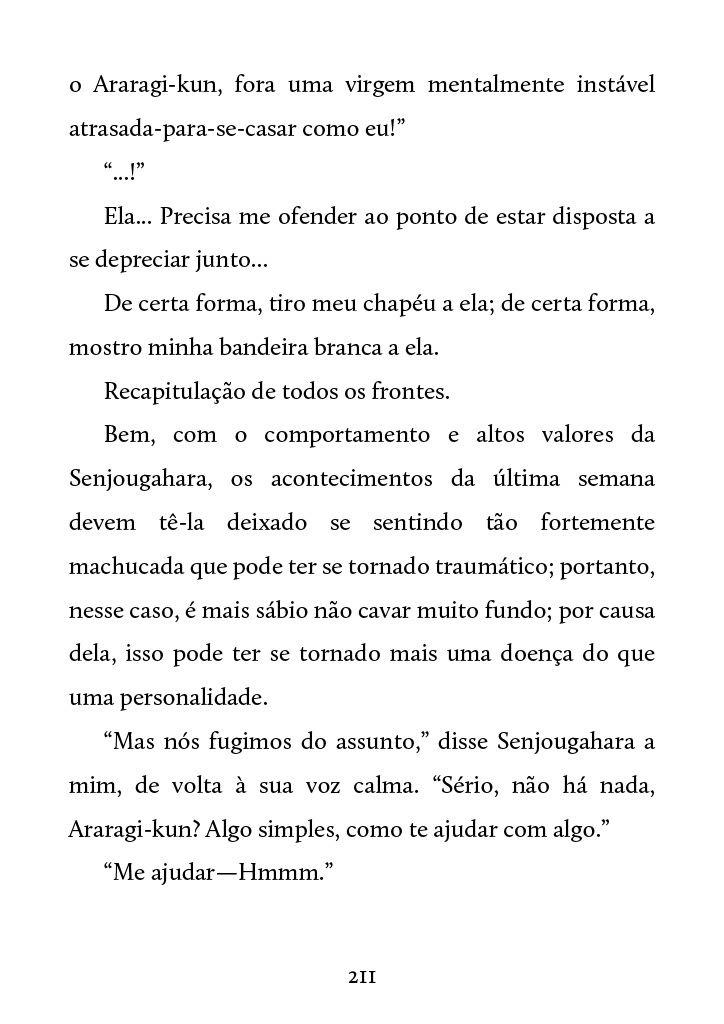 o Araragi-kun, fora uma virgem mentalmente instável
atrasada-para-se-casar como eu!”
“...!”
Ela... Precisa me ofender ao ponto de estar disposta a
se depreciar junto...
De certa forma, tiro meu chapéu a ela; de certa forma,
mostro minha bandeira branca a ela.
Recapitulação de todos os frontes.
Bem, com o comportamento e altos valores da
Senjougahara, os acontecimentos da última semana
devem tê-la deixado se sentindo tão fortemente
machucada que pode ter se tornado traumático; portanto,
nesse caso, é mais sábio não cavar muito fundo; por causa
dela, isso pode ter se tornado mais uma doença do que
uma personalidade.
“Mas nós fugimos do assunto,” disse Senjougahara a
mim, de volta à sua voz calma. “Sério, não há nada,
Araragi-kun? Algo simples, como te ajudar com algo.”
“Me ajudar—Hmmm.”
211